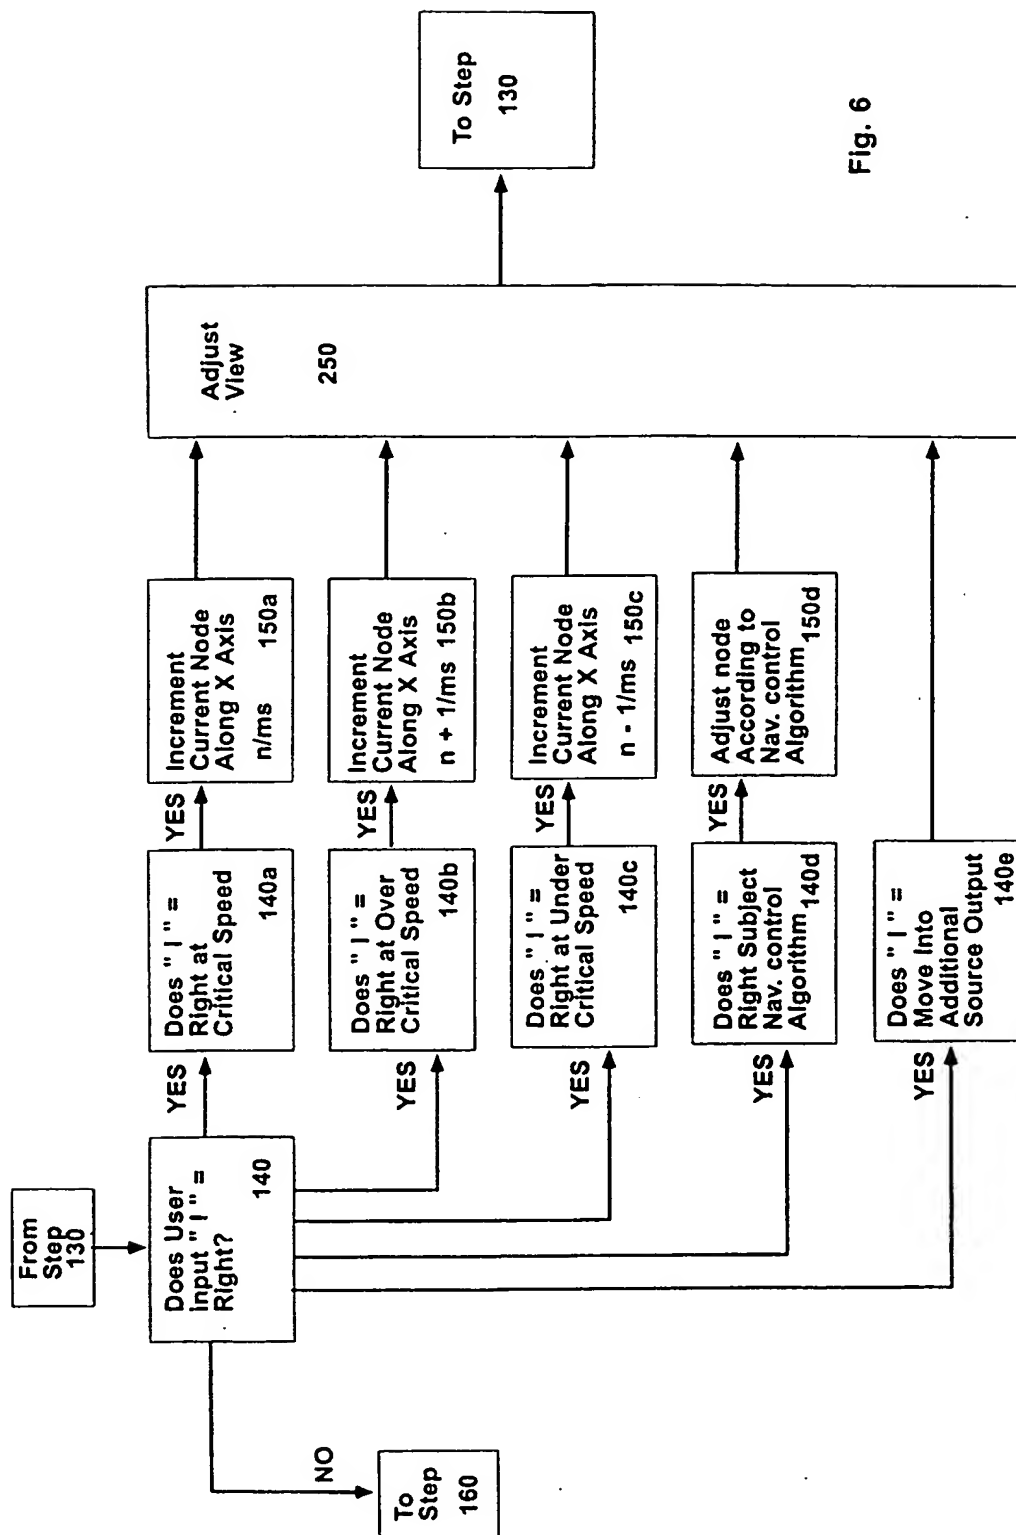 From
Step
130
Does User
Input " I " =
Right?
140
NO
To
Step
160
YES
Does " I " =
Right at
Critical Speed
140a
YES
Increment
Current Node
Along X Axis
n/ms 150a
YES
Does " I " =
Right at Over
Critical Speed
140b
YES
Increment
Current Node
Along X Axis
n + 1/ms 150b
YES
Does " I " =
Right at Under
Critical Speed
140c
YES
Increment
Current Node
Along X Axis
n - 1/ms 150c
YES
Does " I " =
Right Subject
Nav. control
Algorithm 140d
YES
Adjust node
According to
Nav. control
Algorithm 150d
YES
Does " I " =
Move Into
Additional
Source Output
140e
Adjust
View
250
To Step
130
Fig. 6